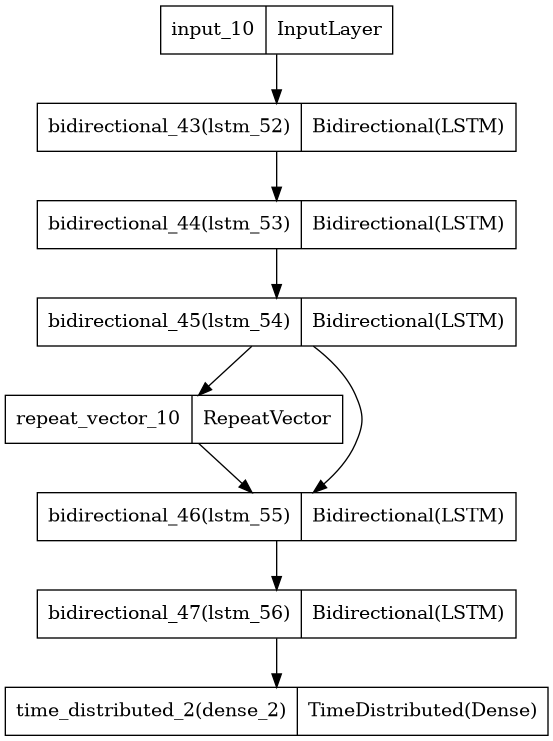 input_10 InputLayer
bidirectional_43(lstm_52) Bidirectional(LSTM)
bidirectional_44(lstm_53) Bidirectional(LSTM)
bidirectional_45(lstm_54) Bidirectional(LSTM)
repeat_vector_10 RepeatVector
bidirectional_46(lstm_55) Bidirectional(LSTM)
bidirectional_47(lstm_56) Bidirectional(LSTM)
time_distributed_2(dense_2) TimeDistributed(Dense)